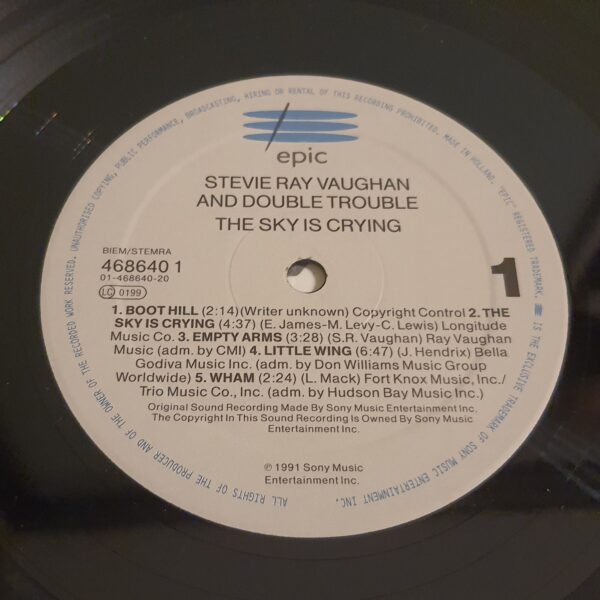 ALL RIGHTS OF THE PRODUCER AND OF THE OWNER OF THE RECORDED WORK RESERVED. UNAUTHORISED COPYING, PUBLIC PERFORMANCE, BROADCASTING, HIRING OR RENTAL OF THIS RECORDING PROHIBITED. MADE IN HOLLAND. "EPIC" REGISTERED TRADEMARK. IS THE EXCLUSIVE TRADEMARK OF SONY MUSIC ENTERTAINMENT INC.
epic
STEVIE RAY VAUGHAN
AND DOUBLE TROUBLE
THE SKY IS CRYING
BIEM/STEMRA
468640 1
01-468640-20
LC 0199
1
1. BOOT HILL (2:14)(Writer unknown) Copyright Control 2. THE
SKY IS CRYING (4:37) (E. James-M. Levy-C. Lewis) Longitude
Music Co. 3. EMPTY ARMS (3:28) (S.R. Vaughan) Ray Vaughan
Music (adm. by CMI) 4. LITTLE WING (6:47) (J. Hendrix) Bella
Godiva Music Inc. (adm. by Don Williams Music Group
Worldwide) 5. WHAM (2:24) (L. Mack) Fort Knox Music, Inc./
Trio Music Co., Inc. (adm. by Hudson Bay Music Inc.)
Original Sound Recording Made By Sony Music Entertainment Inc.
The Copyright In This Sound Recording Is Owned By Sony Music
Entertainment Inc.
℗ 1991 Sony Music
Entertainment Inc.